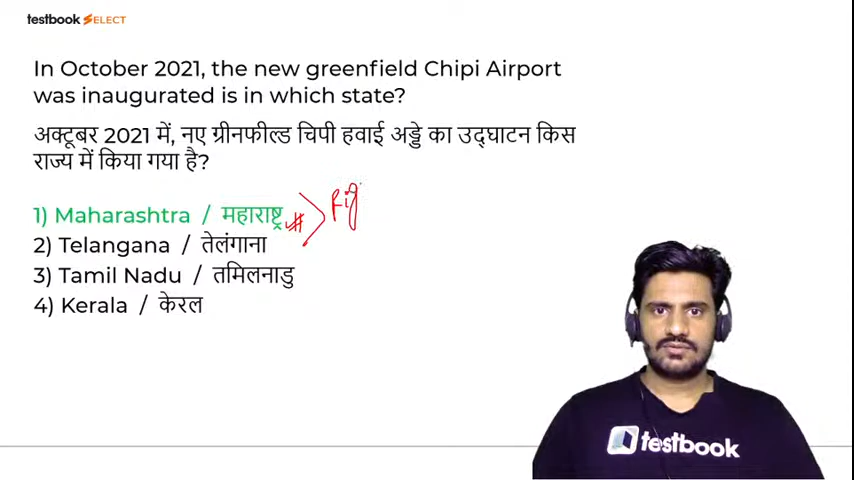 testbook SELECT
In October 2021, the new greenfield Chipi Airport
was inaugurated is in which state?
अक्टूबर 2021 में, नए ग्रीनफील्ड चिपी हवाई अड्डे का उद्घाटन किस
राज्य में किया गया है?
1) Maharashtra / महाराष्ट्र
2) Telangana / तेलंगाना
3) Tamil Nadu / तमिलनाडु
4) Kerala / केरल
testbook